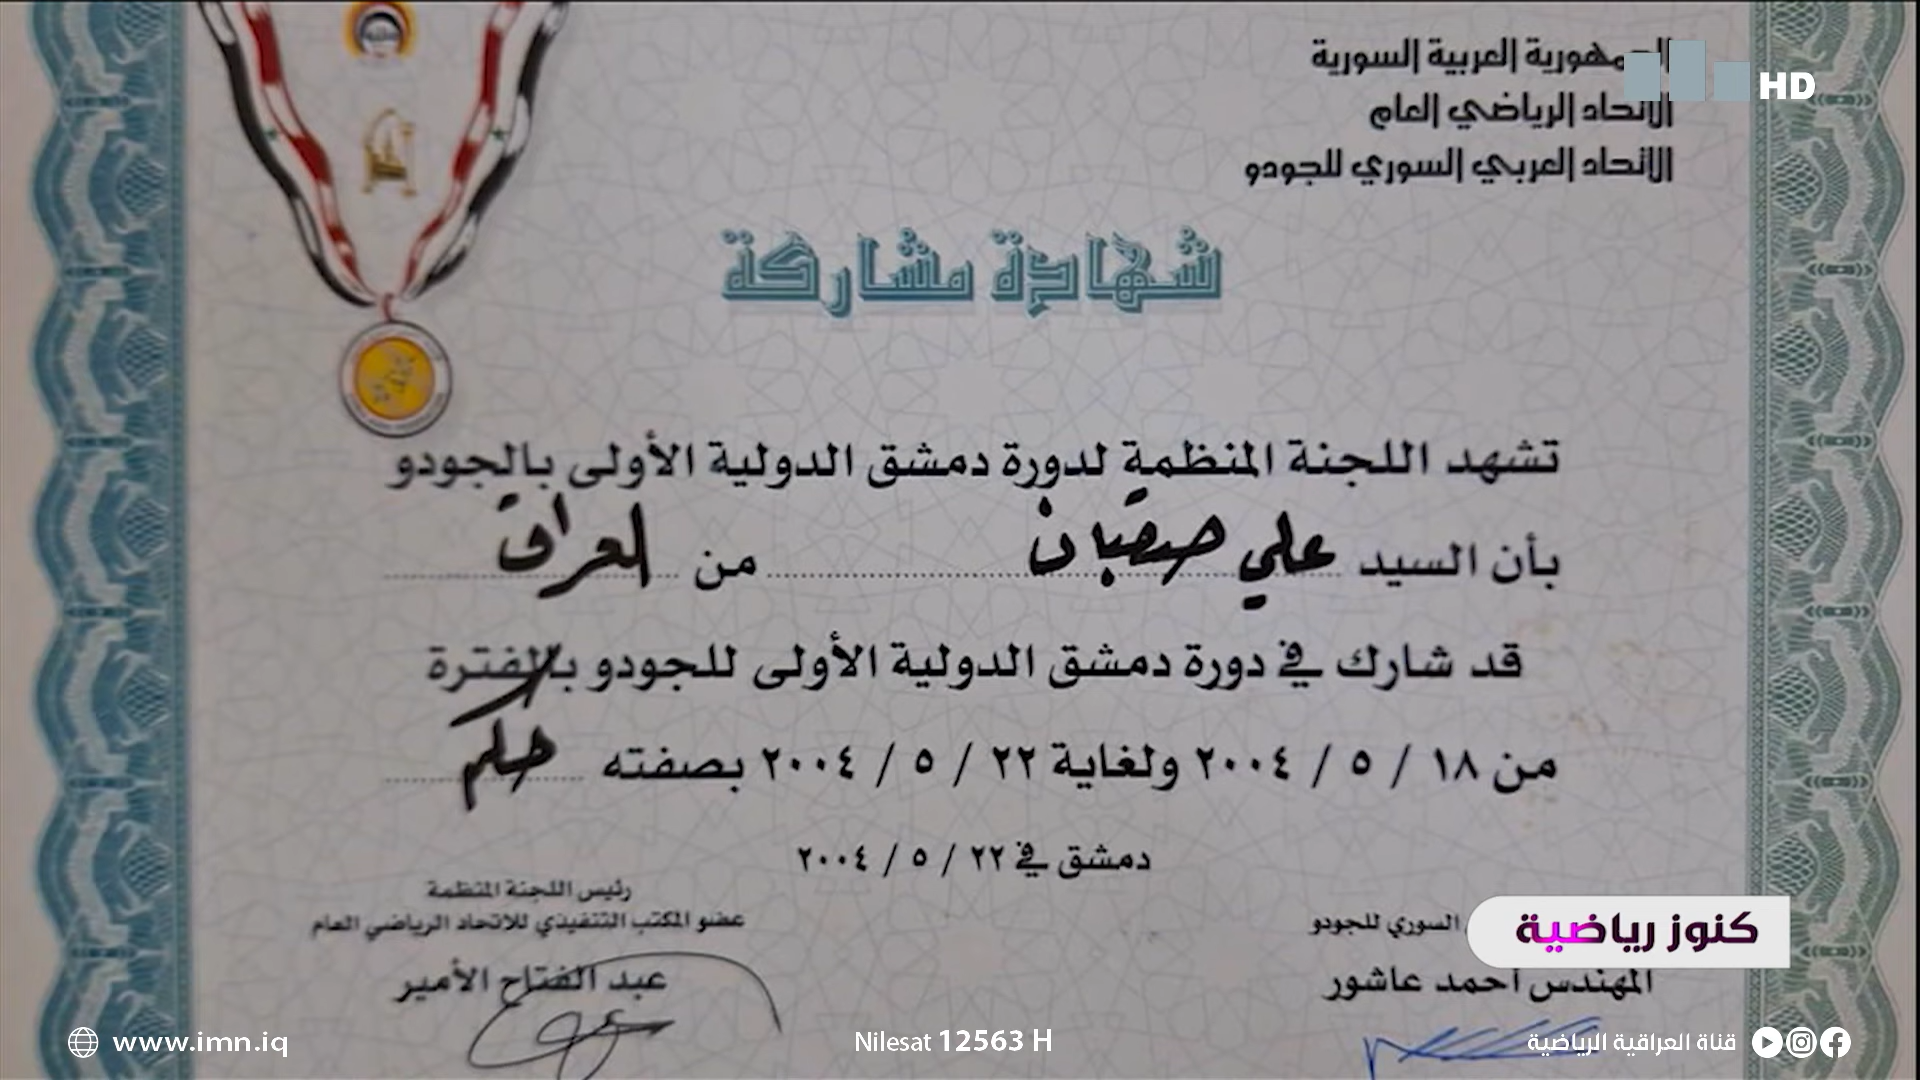 الجمهورية العربية السورية
الاتحاد الرياضي العام
الاتحاد العربي السوري للجودو
HD
شهادة مشاركة
تشهد اللجنة المنظمة لدورة دمشق الدولية الأولى بالجودو
بأن السيد علي من العراق
قد شارك في دورة دمشق الدولية الأولى للجودو بالفترة
من ١٨ / ٥ / ٢٠٠٤ ولغاية ٢٢ / ٥ / ٢٠٠٤ بصفته حكم
دمشق في ٢٢ / ٥ / ٢٠٠٤
رئيس اللجنة المنظمة
عضو المكتب التنفيذي للاتحاد الرياضي العام
عبد الفتاح الأمير
السوري للجودو
المهندس أحمد عاشور
كنوز رياضية
www.imn.iq
Nilesat 12563 H
قناة العراقية الرياضية